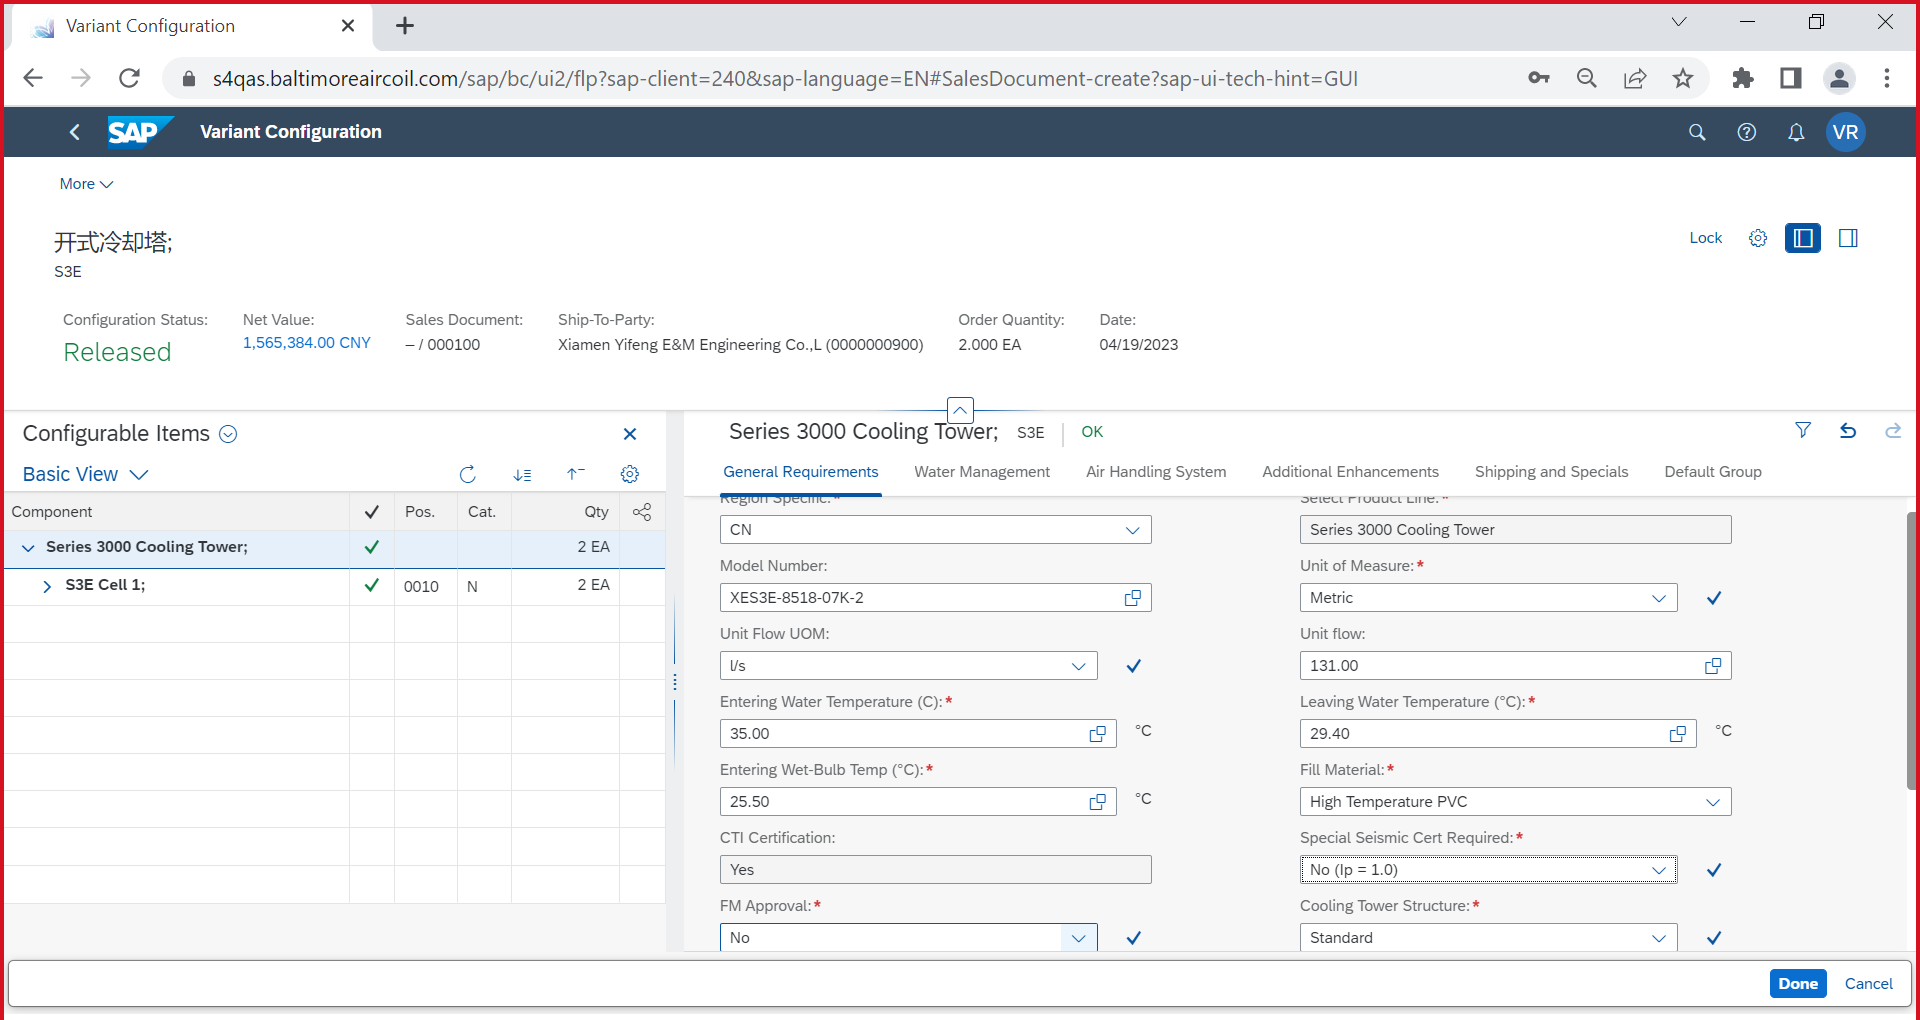 Variant Configuration
s4qas.baltimoreaircoil.com/sap/bc/ui2/flp?sap-client=240&sap-language=EN#SalesDocument-create?sap-ui-tech-hint=GUI
SAP Variant Configuration VR
More
开式冷却塔;
S3E
Lock
Configuration Status: Net Value: Sales Document: Ship-To-Party: Order Quantity: Date:
Released 1,565,384.00 CNY – / 000100 Xiamen Yifeng E&M Engineering Co.,L (0000000900) 2.000 EA 04/19/2023
Configurable Items
Basic View
Component Pos. Cat. Qty
Series 3000 Cooling Tower; 2 EA
S3E Cell 1; 0010 N 2 EA
Series 3000 Cooling Tower; S3E OK
General Requirements Water Management Air Handling System Additional Enhancements Shipping and Specials Default Group
Region Specific:* Select Product Line:*
CN Series 3000 Cooling Tower
Model Number: Unit of Measure:*
XES3E-8518-07K-2 Metric
Unit Flow UOM: Unit flow:
l/s 131.00
Entering Water Temperature (C):* Leaving Water Temperature (°C):*
35.00 °C 29.40 °C
Entering Wet-Bulb Temp (°C):* Fill Material:*
25.50 °C High Temperature PVC
CTI Certification: Special Seismic Cert Required:*
Yes No (Ip = 1.0)
FM Approval:* Cooling Tower Structure:*
No Standard
Done Cancel